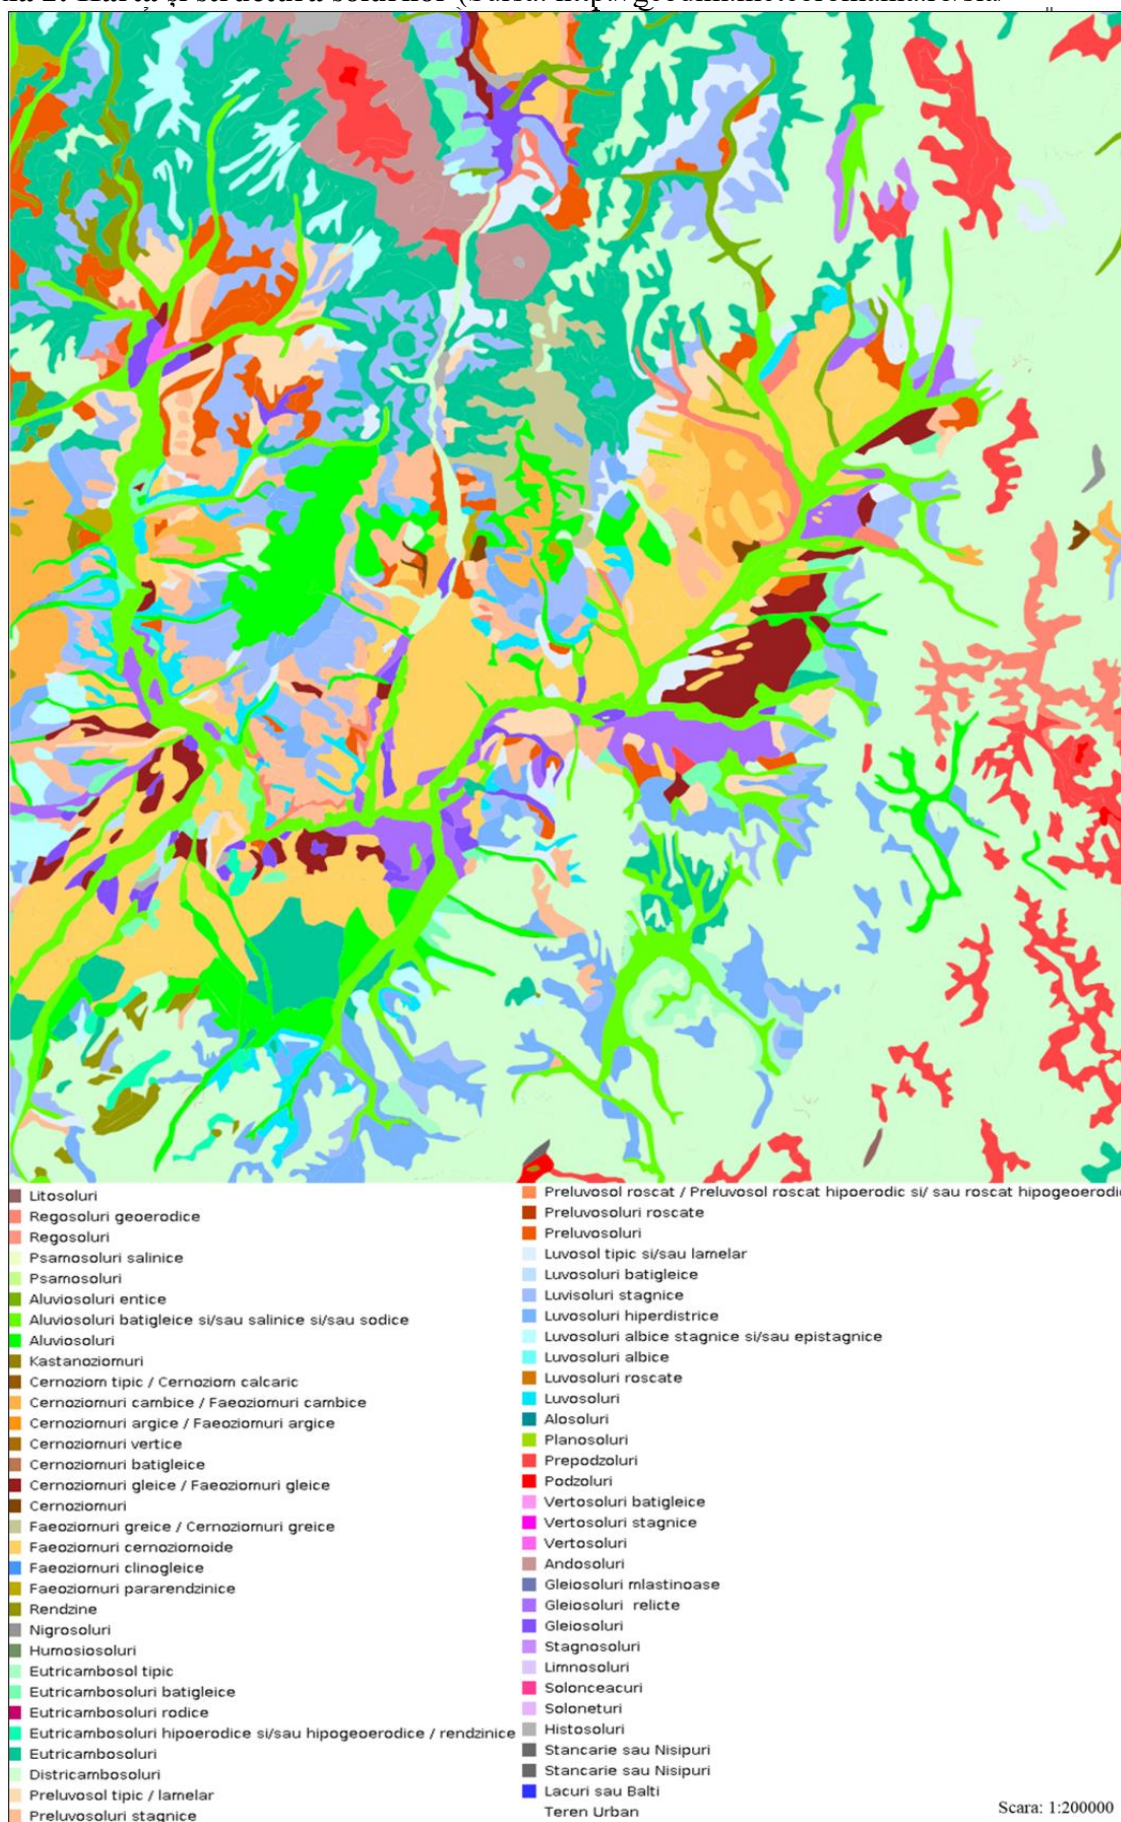 Harta și structura solurilor
Litosoluri
Regosoluri geoerodice
Regosoluri
Psamosoluri salinice
Psamosoluri
Aluviosoluri entice
Aluviosoluri batigleice si/sau salinice si/sau sodice
Aluviosoluri
Kastanoziomuri
Cernoziom tipic / Cernoziom calcaric
Cernoziomuri cambice / Faeoziomuri cambice
Cernoziomuri argice / Faeoziomuri argice
Cernoziomuri vertice
Cernoziomuri batigleice
Cernoziomuri gleice / Faeoziomuri gleice
Cernoziomuri
Faeoziomuri greice / Cernoziomuri greice
Faeoziomuri cernoziomoide
Faeoziomuri clinogleice
Faeoziomuri pararendzinice
Rendzine
Nigrosoluri
Humosiosoluri
Eutricambosol tipic
Eutricambosoluri batigleice
Eutricambosoluri rodice
Eutricambosoluri hipoerodice si/sau hipogeoerodice / rendzinice
Eutricambosoluri
Districambosoluri
Preluvosol tipic / lamelar
Preluvosoluri stagnice
Preluvosol roscat / Preluvosol roscat hipoerodic si/ sau roscat
Preluvosoluri roscate
Preluvosoluri
Luvosol tipic si/sau lamelar
Luvosoluri batigleice
Luvisoluri stagnice
Luvosoluri hiperdistrice
Luvosoluri albice stagnice si/sau epistagnice
Luvosoluri albice
Luvosoluri roscate
Luvosoluri
Alosoluri
Planosoluri
Prepodzoluri
Podzoluri
Vertosoluri batigleice
Vertosoluri stagnice
Vertosoluri
Andosoluri
Gleiosoluri mlastinoase
Gleiosoluri relicte
Gleiosoluri
Stagnosoluri
Limnosoluri
Solonceacuri
Soloneturi
Histosoluri
Stancarie sau Nisipuri
Stancarie sau Nisipuri
Lacuri sau Balti
Teren Urban
Scara: 1:200000